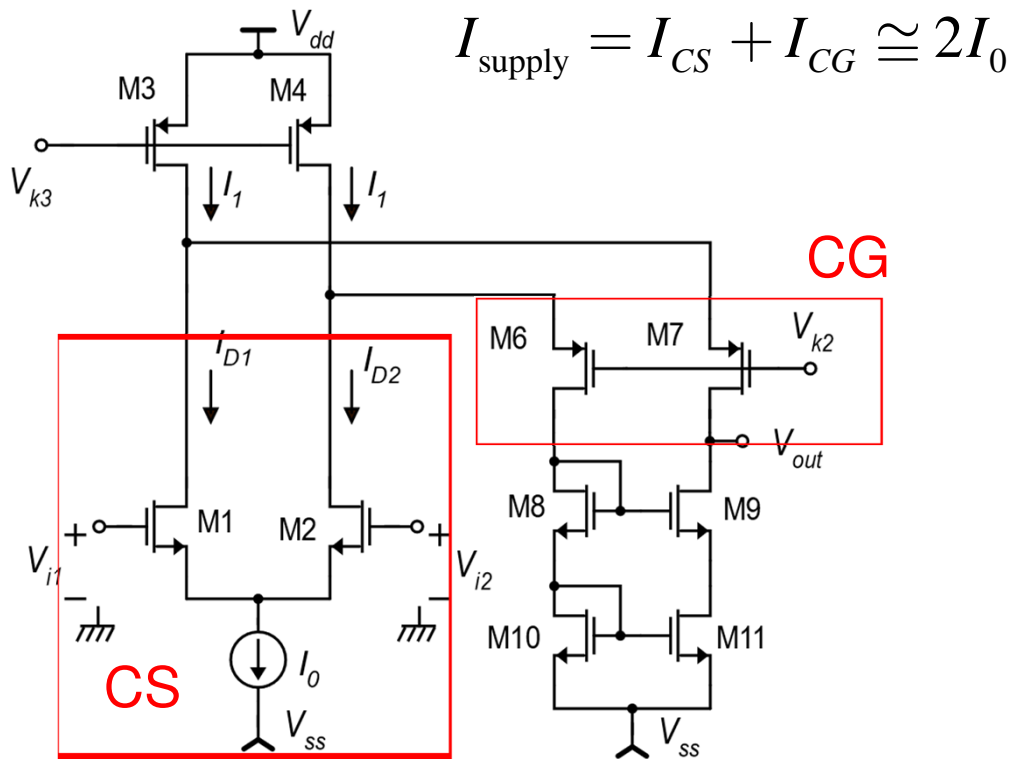 V_dd
I_supply = I_CS + I_CG ≅ 2I_0
M3
M4
V_k3
I_1
I_1
CG
M6
M7
V_k2
I_D1
I_D2
V_out
M8
M9
M1
M2
+
+
V_i1
V_i2
−
−
M10
M11
CS
I_0
V_ss
V_ss